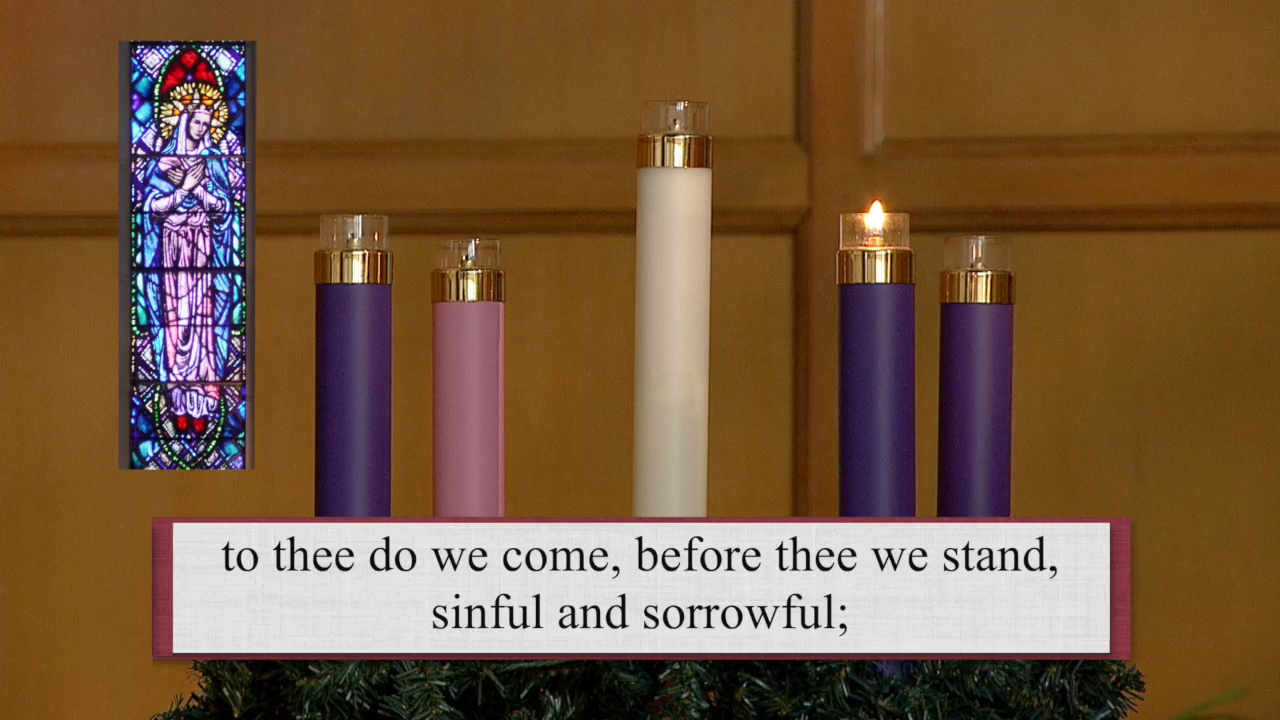 to thee do we come, before thee we stand,
sinful and sorrowful;